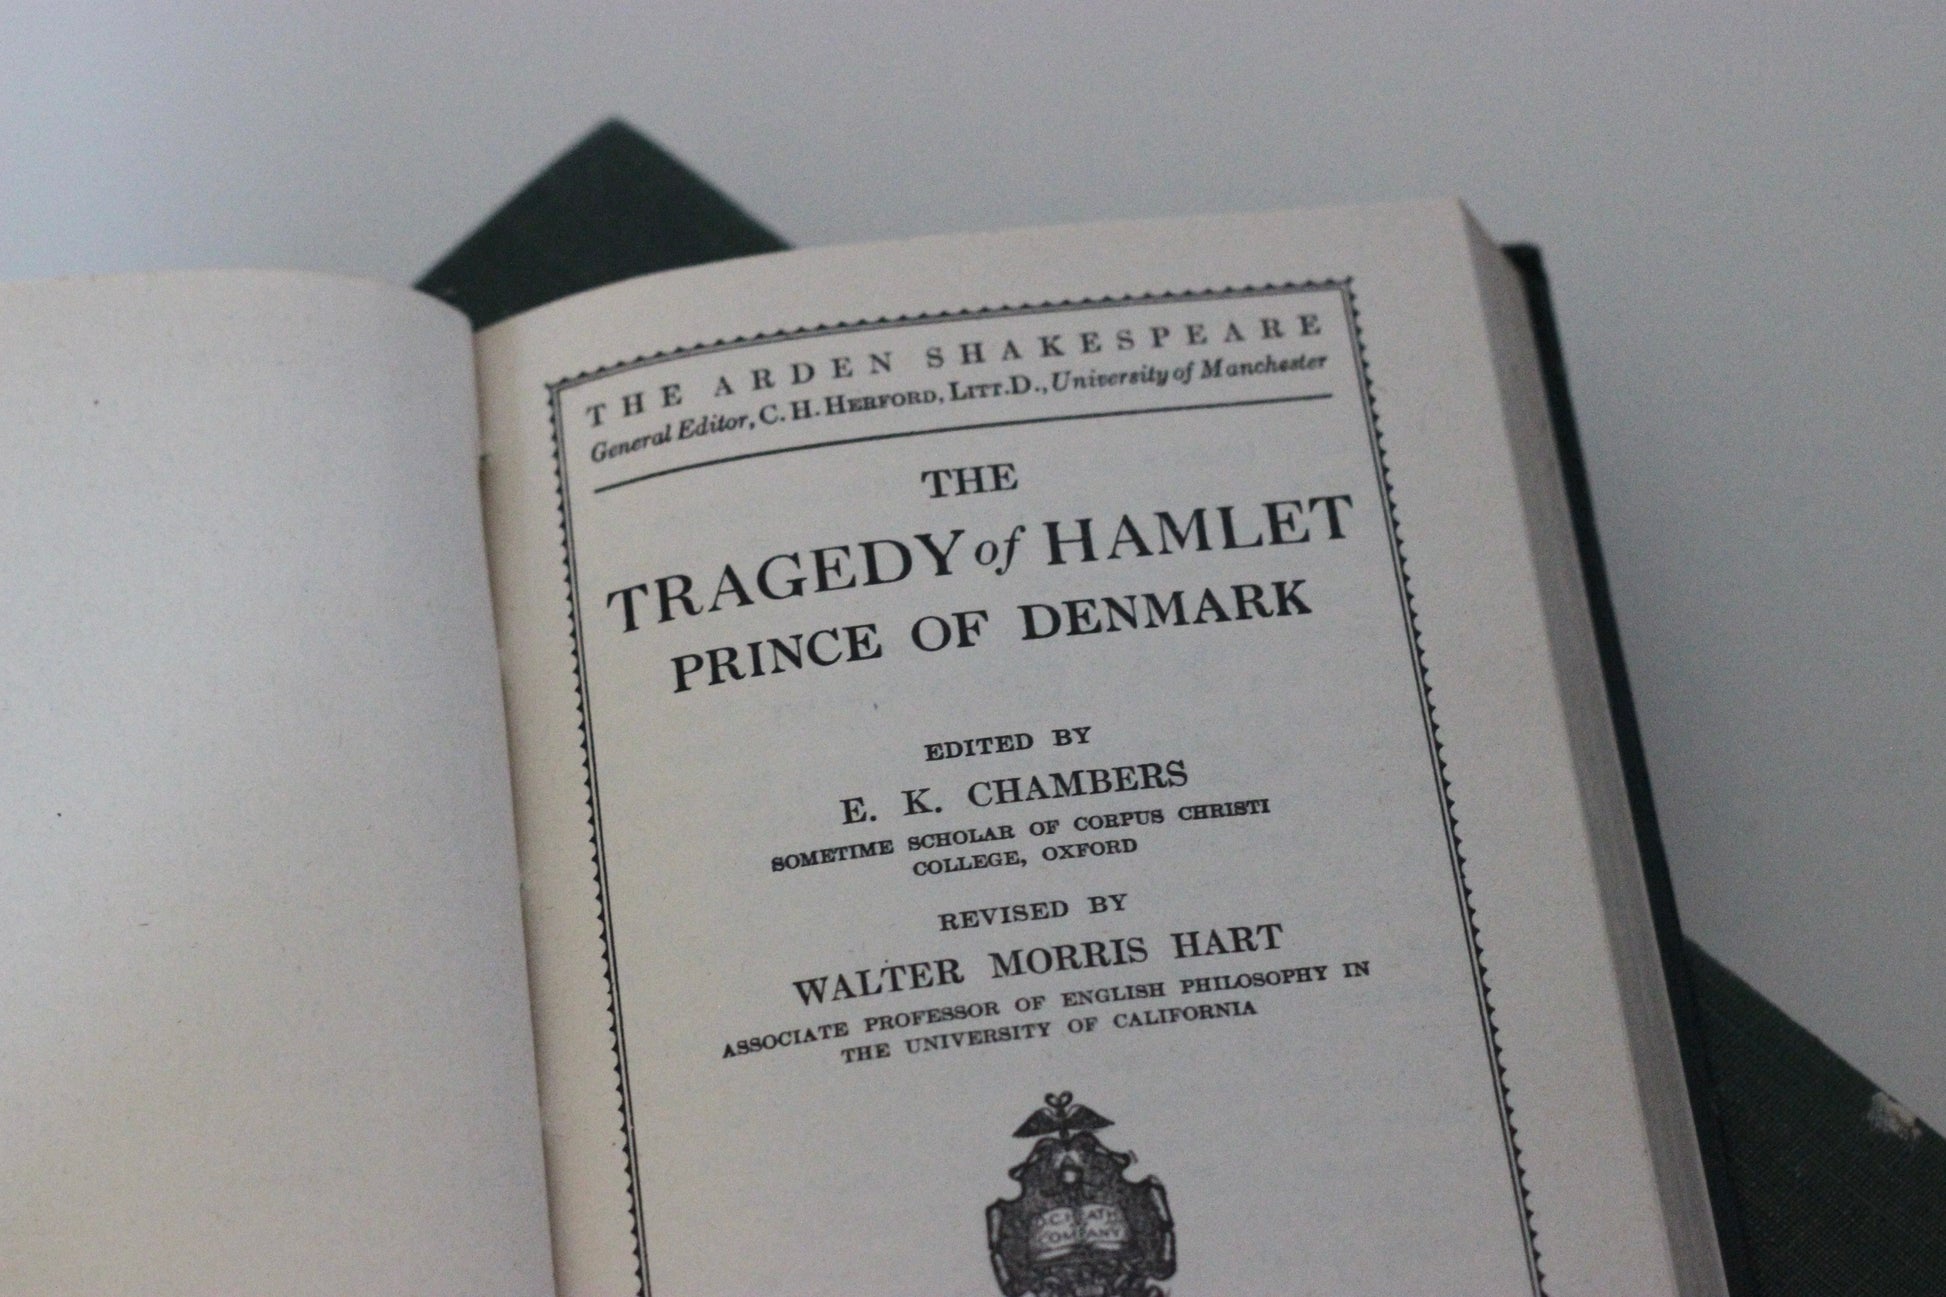 THE ARDEN SHAKESPEARE
General Editor, C. H. HERFORD, LITT.D., University of Manchester
THE
TRAGEDY of HAMLET
PRINCE OF DENMARK
EDITED BY
E. K. CHAMBERS
SOMETIME SCHOLAR OF CORPUS CHRISTI
COLLEGE, OXFORD
REVISED BY
WALTER MORRIS HART
ASSOCIATE PROFESSOR OF ENGLISH PHILOSOPHY IN
THE UNIVERSITY OF CALIFORNIA
D.C. HEATH
COMPANY